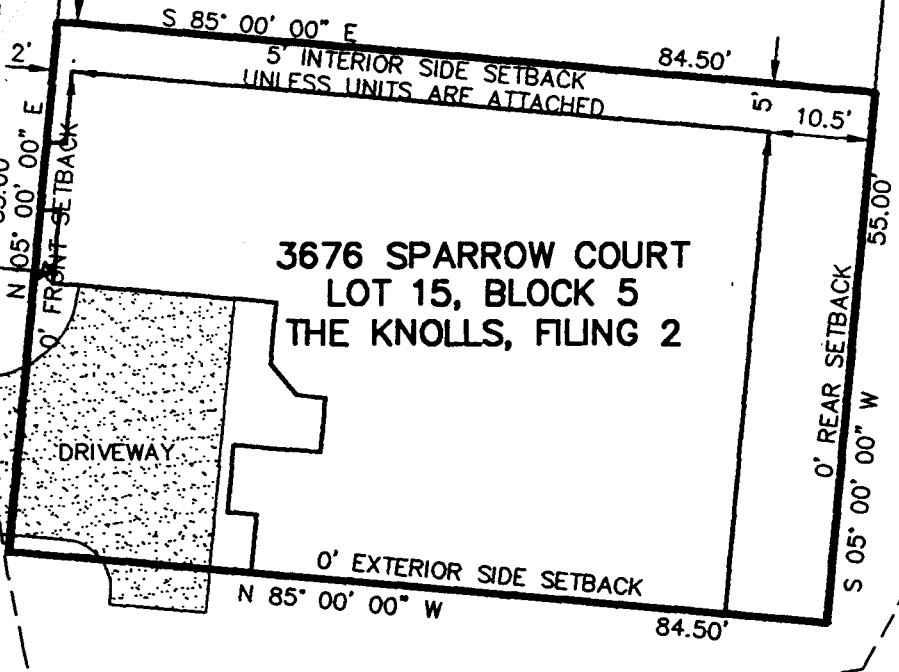 S 85° 00' 00" E
84.50'
2'
5' INTERIOR SIDE SETBACK
UNLESS UNITS ARE ATTACHED
5'
10.5'
N 05° 00' 00" E
0' FRONT SETBACK
55.00'
3676 SPARROW COURT
LOT 15, BLOCK 5
THE KNOLLS, FILING 2
0' REAR SETBACK
S 05° 00' 00" W
DRIVEWAY
0' EXTERIOR SIDE SETBACK
N 85° 00' 00" W
84.50'